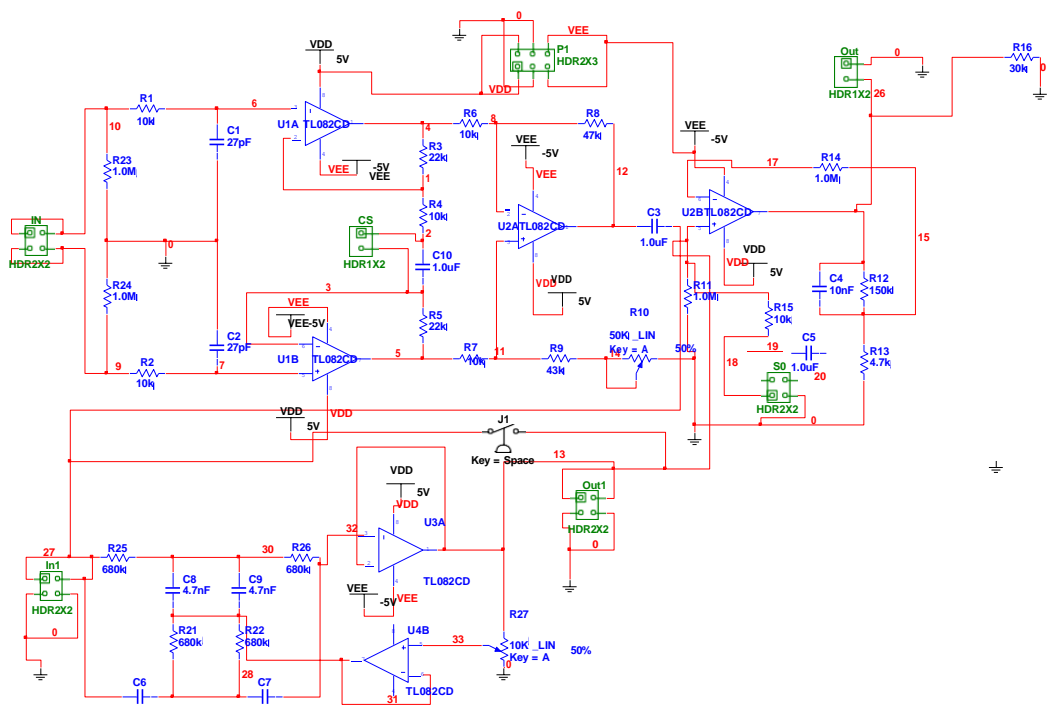 0
VDD
5V
VEE
P1
HDR2X3
VDD
Out
HDR1X2
0
R16
30k
0
26
R1
10k
6
C1
27pF
U1A
TL082CD
-5V
VEE
VEE
4
R6
10k
8
R8
47k
R3
22k
1
VEE
-5V
VEE
12
VEE
-5V
17
R14
1.0M
10
R23
1.0M
IN
HDR2X2
0
R4
10k
2
CS
HDR1X2
C10
1.0uF
3
U2A
TL082CD
C3
1.0uF
U2B
TL082CD
15
VDD
VDD
5V
VDD
VDD
5V
R24
1.0M
VEE
VEE
-5V
R5
22k
R11
1.0M
R15
10k
C4
10nF
R12
150k
C2
27pF
U1B
TL082CD
R10
50K _LIN
Key = A
50%
9
R2
10k
7
5
R7
10k
11
R9
43k
14
18
19
C5
1.0uF
20
S0
HDR2X2
R13
4.7k
0
VDD
VDD
5V
J1
Key = Space
13
VDD
5V
VDD
Out1
HDR2X2
0
U3A
32
TL082CD
27
R25
680k
30
R26
680k
In1
HDR2X2
0
C8
4.7nF
C9
4.7nF
VEE
-5V
VEE
R21
680k
R22
680k
28
U4B
33
R27
10K _LIN
Key = A
50%
0
C6
C7
TL082CD
31